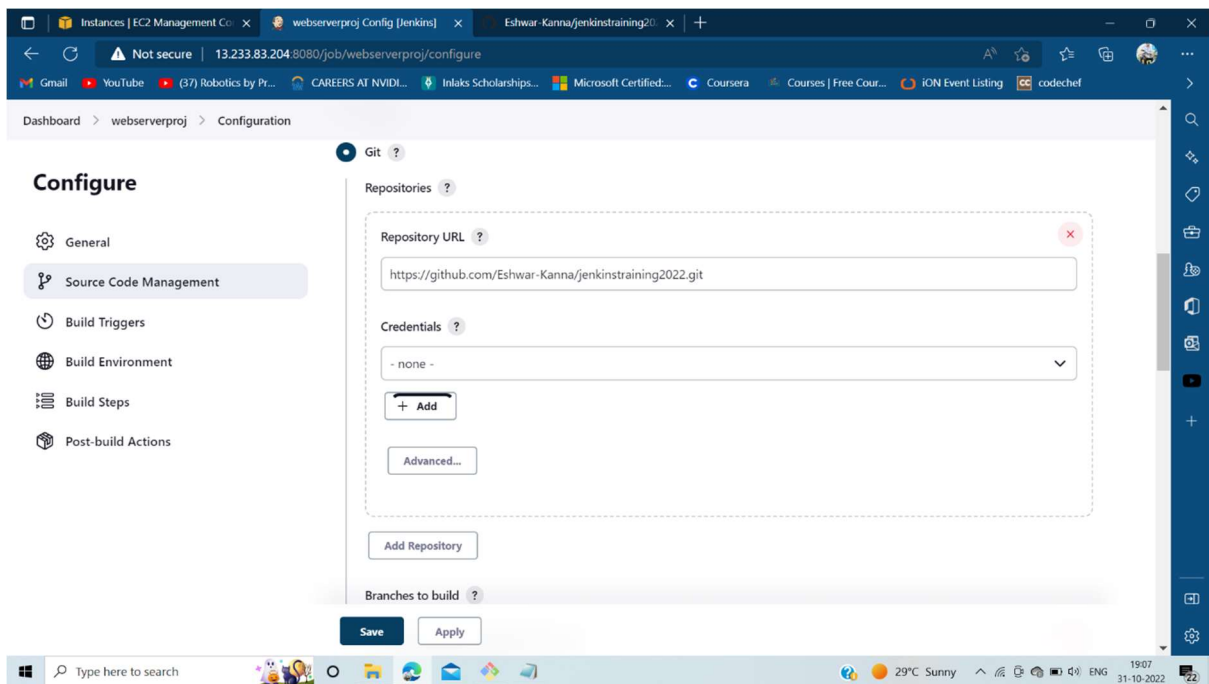 Instances | EC2 Management Co
webserverproj Config [Jenkins]
Eshwar-Kanna/jenkinstraining20
Not secure | 13.233.83.204:8080/job/webserverproj/configure
Gmail YouTube (37) Robotics by Pr... CAREERS AT NVIDI... Inlaks Scholarships... Microsoft Certified:... Coursera Courses | Free Cour... iON Event Listing codechef
Dashboard > webserverproj > Configuration
Configure
General
Source Code Management
Build Triggers
Build Environment
Build Steps
Post-build Actions
Git ?
Repositories ?
Repository URL ?
https://github.com/Eshwar-Kanna/jenkinstraining2022.git
Credentials ?
- none -
+ Add
Advanced...
Add Repository
Branches to build ?
Save Apply
Type here to search
29°C Sunny
ENG
19:07
31-10-2022
22